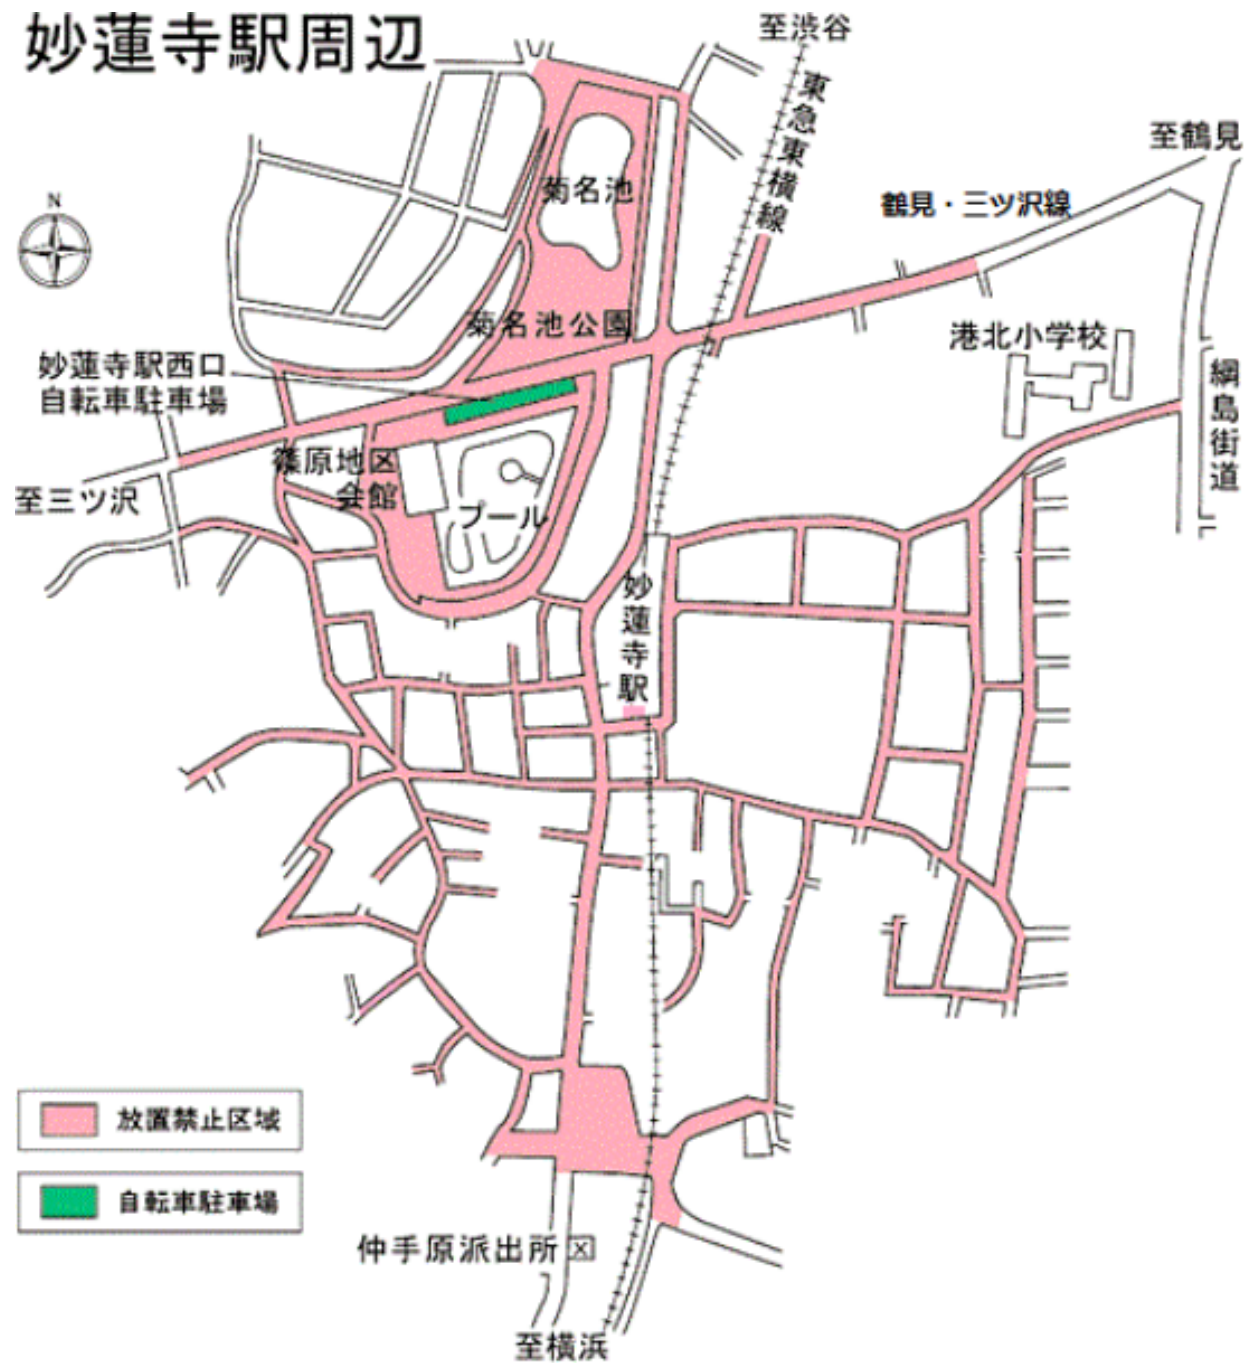 妙蓮寺駅周辺
至渋谷
東急東横線
至鶴見
鶴見・三ツ沢線
N
菊名池
菊名池公園
港北小学校
綱島街道
妙蓮寺駅西口
自転車駐車場
篠原地区
会館
プール
至三ツ沢
妙蓮寺駅
放置禁止区域
自転車駐車場
仲手原派出所
至横浜